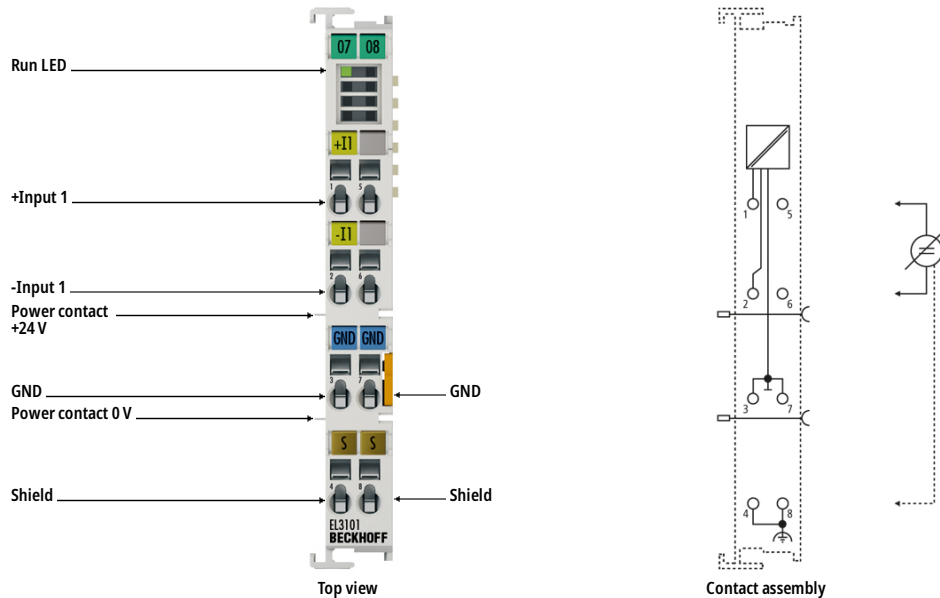 07 08
Run LED
+I1
1 5
+Input 1
1 5
-I1
2 6
-Input 1
2 6
Power contact
+24 V
GND GND
3 7
GND
GND
3 7
Power contact 0 V
S S
4 8
Shield
Shield
4 8
EL3101
BECKHOFF
Top view
Contact assembly